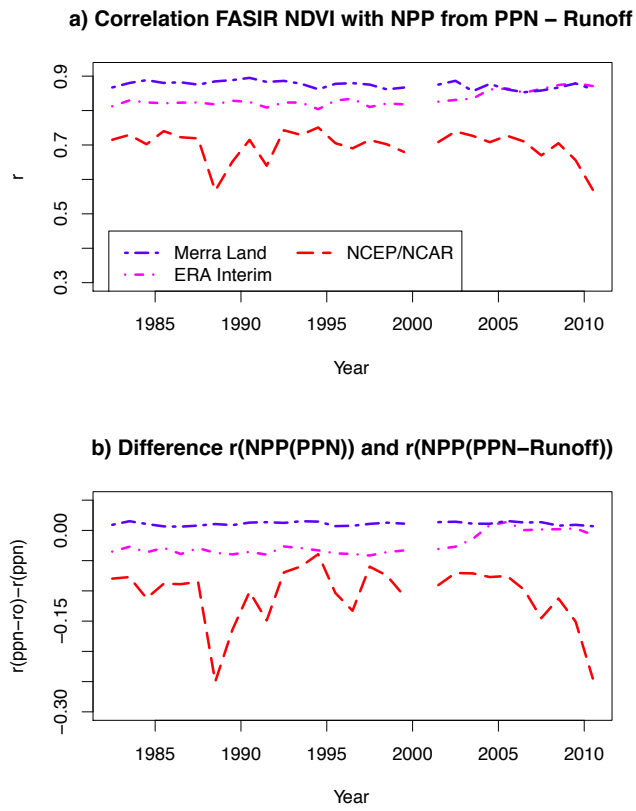 a) Correlation FASIR NDVI with NPP from PPN – Runoff
r
0.9
0.7
0.5
0.3
Merra Land
NCEP/NCAR
ERA Interim
1985 1990 1995 2000 2005 2010
Year
b) Difference r(NPP(PPN)) and r(NPP(PPN−Runoff))
r(ppn−ro)−r(ppn)
0.00
−0.15
−0.30
1985 1990 1995 2000 2005 2010
Year